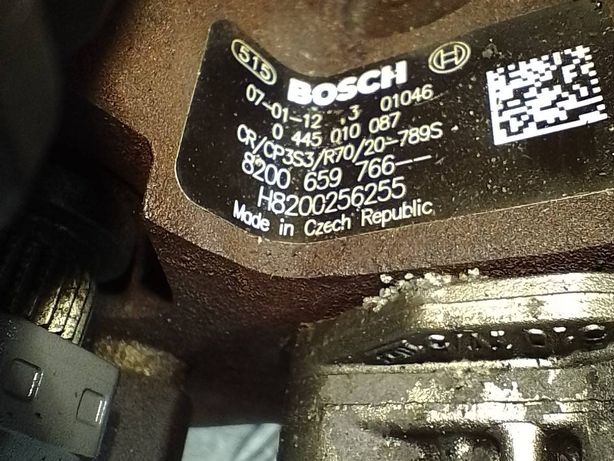 515 BOSCH
07-01-12 .3 01046
0 445 010 087
CR/CP3S3/R70/20-789S
8200 659 766--
H8200256255
Made in Czech Republic